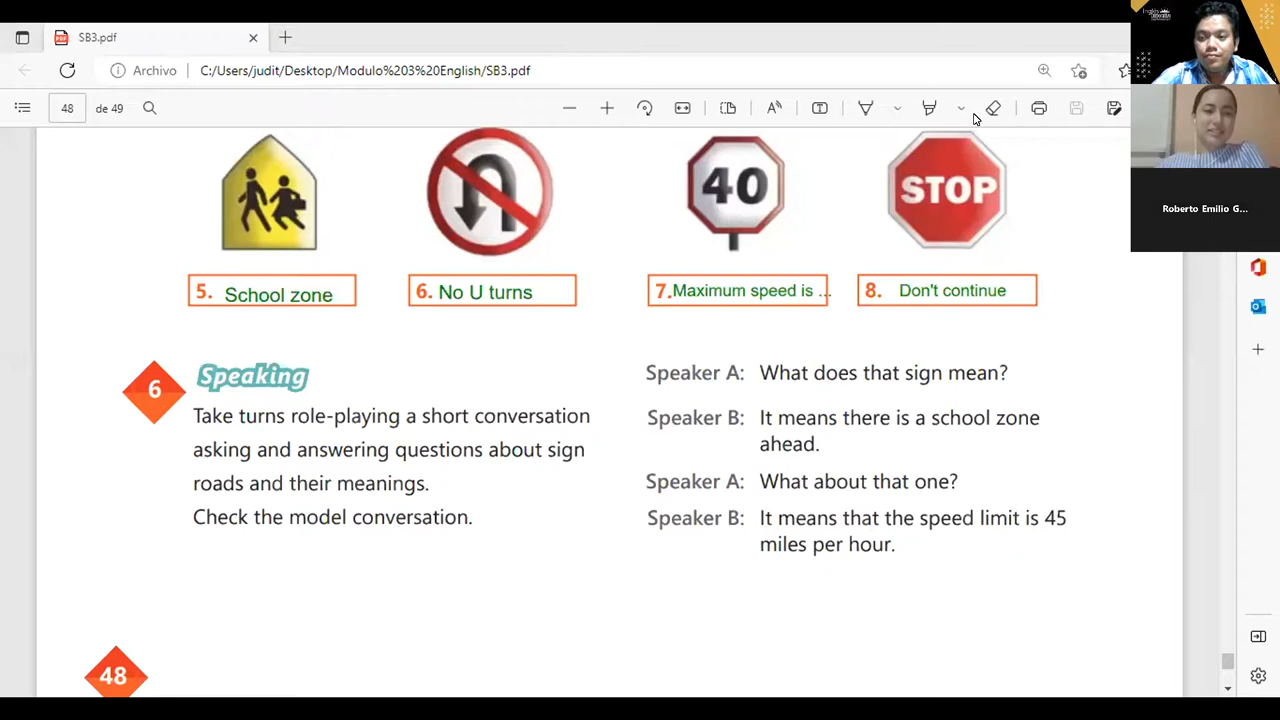 SB3.pdf
Archivo
C:/Users/judit/Desktop/Modulo%203%20English/SB3.pdf
48 de 49
40
STOP
5. School zone
6. No U turns
7. Maximum speed is ...
8. Don't continue
6
Speaking
Take turns role-playing a short conversation
asking and answering questions about sign
roads and their meanings.
Check the model conversation.
Speaker A: What does that sign mean?
Speaker B: It means there is a school zone
ahead.
Speaker A: What about that one?
Speaker B: It means that the speed limit is 45
miles per hour.
48
Roberto Emilio G...